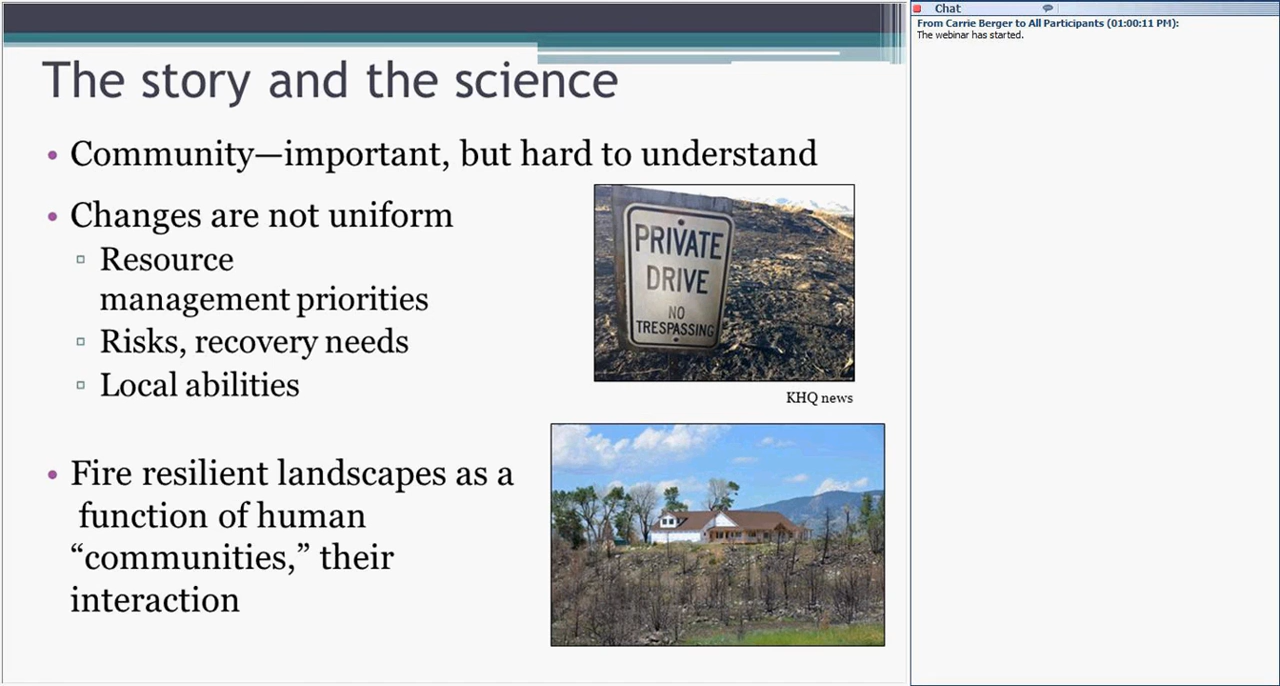 The story and the science
• Community—important, but hard to understand
• Changes are not uniform
▫ Resource
management priorities
▫ Risks, recovery needs
▫ Local abilities
• Fire resilient landscapes as a
function of human
“communities,” their
interaction
PRIVATE
DRIVE
NO
TRESPASSING
KHQ news
Chat
From Carrie Berger to All Participants (01:00:11 PM):
The webinar has started.